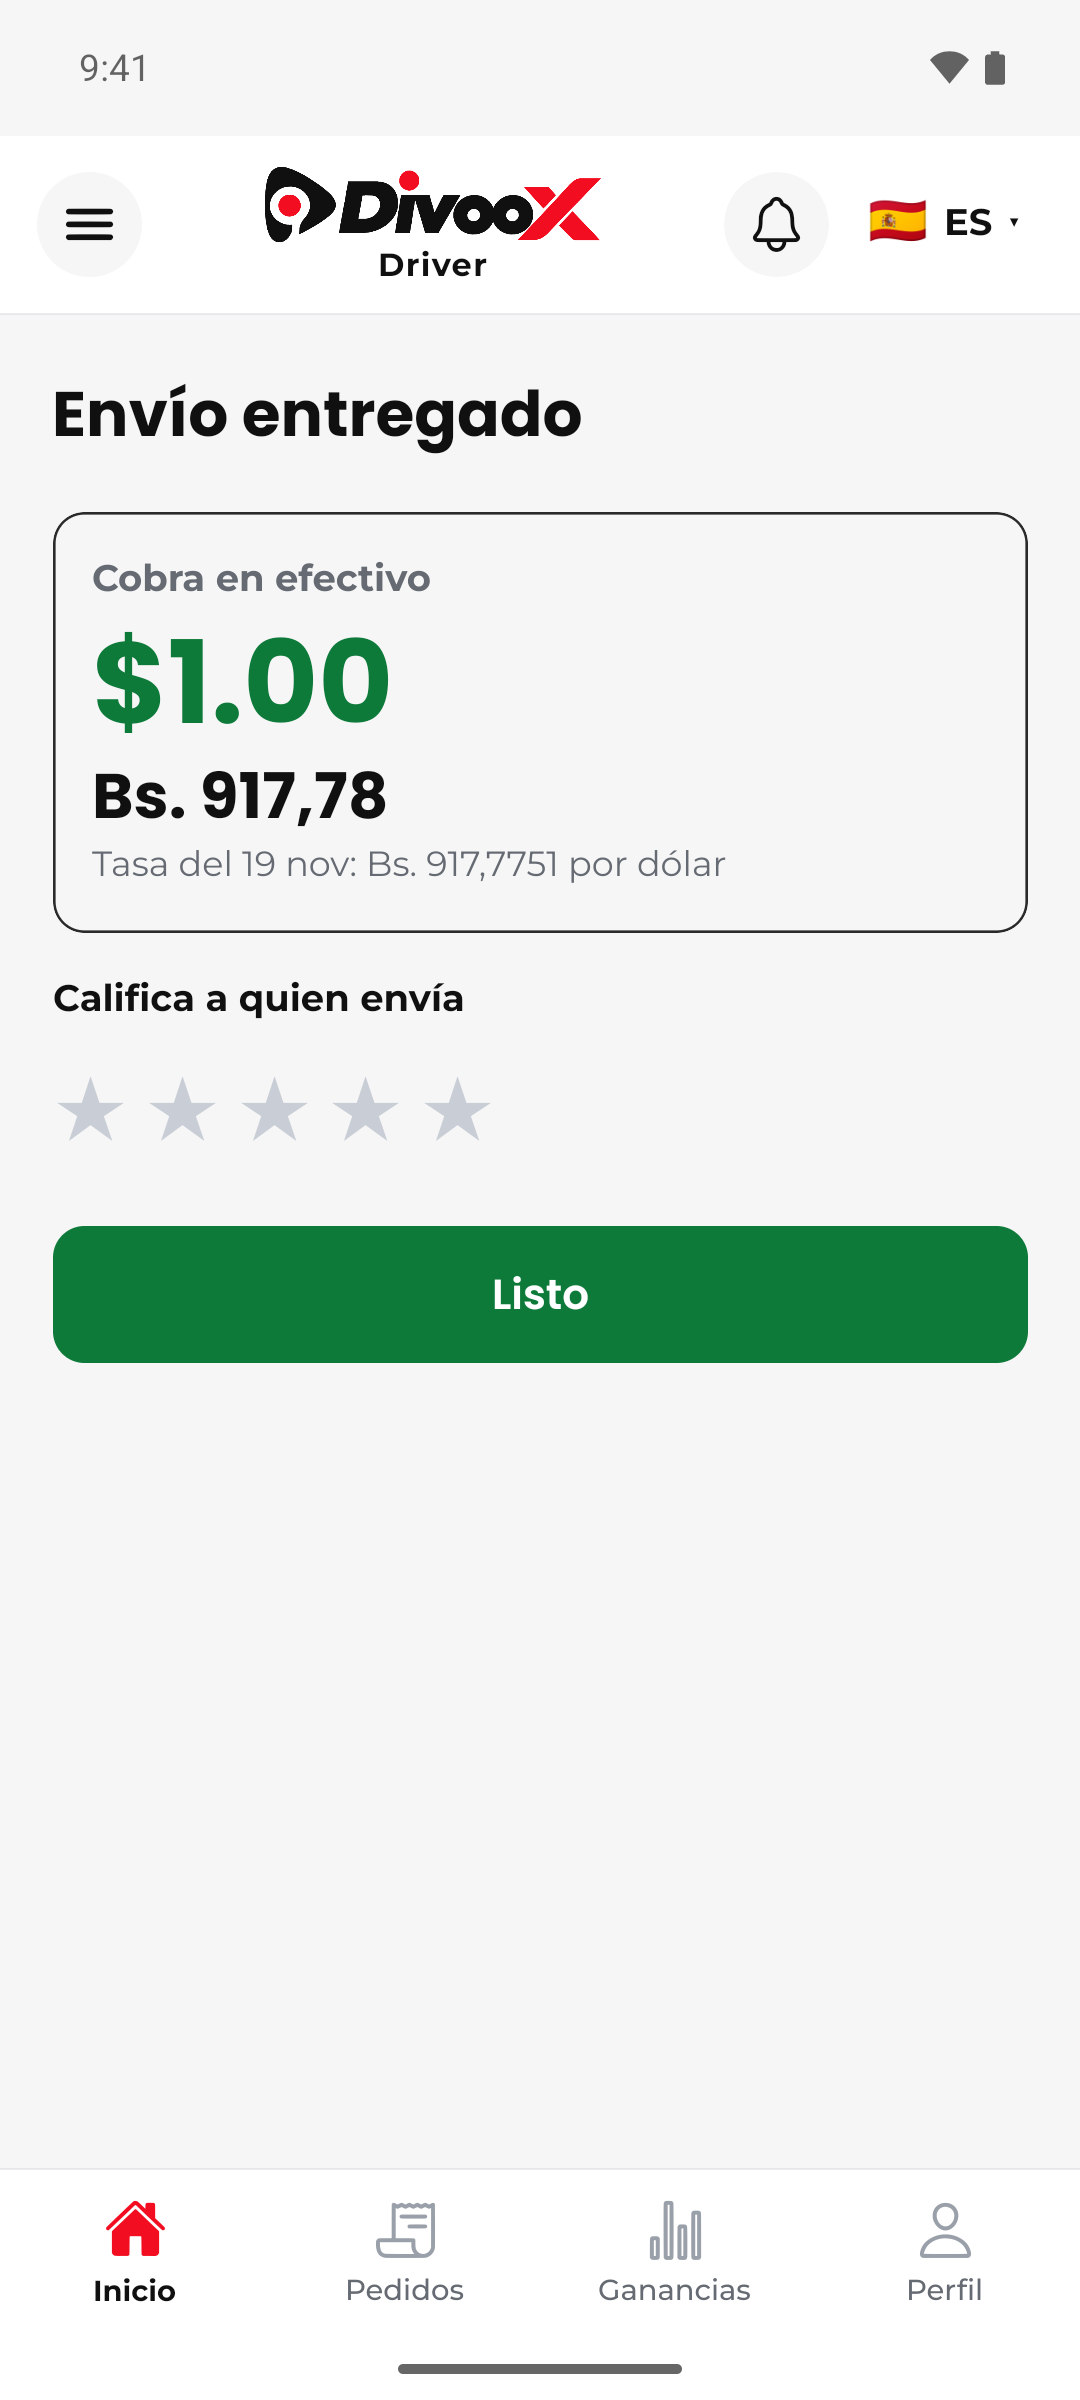 9:41
DivooX
Driver
ES
Envío entregado
Cobra en efectivo
$1.00
Bs. 917,78
Tasa del 19 nov: Bs. 917,7751 por dólar
Califica a quien envía
Listo
Inicio
Pedidos
Ganancias
Perfil